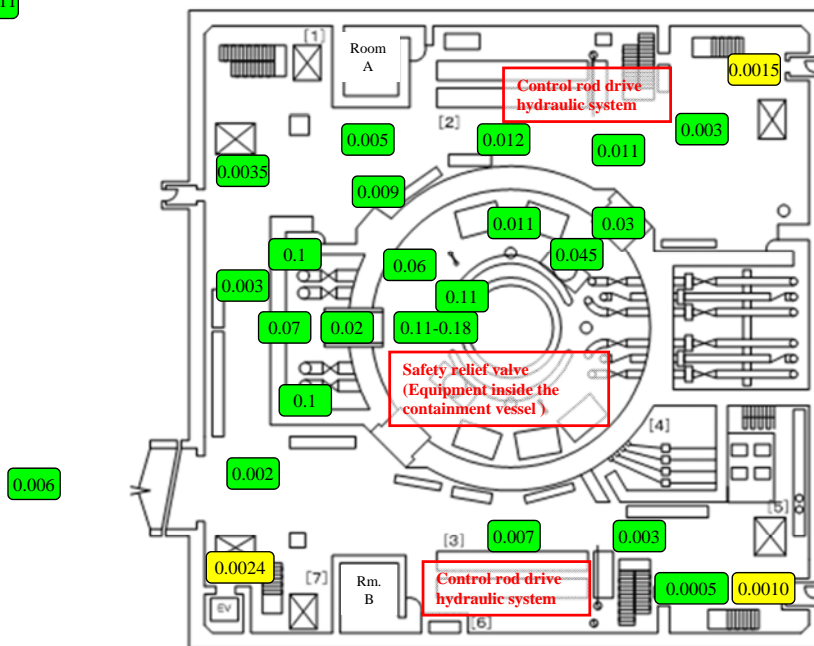 [1]
Room
A
0.0015
Control rod drive
hydraulic system
[2]
0.005
0.012
0.003
0.011
0.0035
0.009
0.011
0.03
0.1
0.06
0.045
0.003
0.11
0.07
0.02
0.11-0.18
Safety relief valve
(Equipment inside the
containment vessel )
0.1
[4]
0.002
0.006
[5]
[3]
0.007
0.003
0.0024
[7]
Rm.
B
Control rod drive
hydraulic system
0.0005
0.0010
EV
[6]